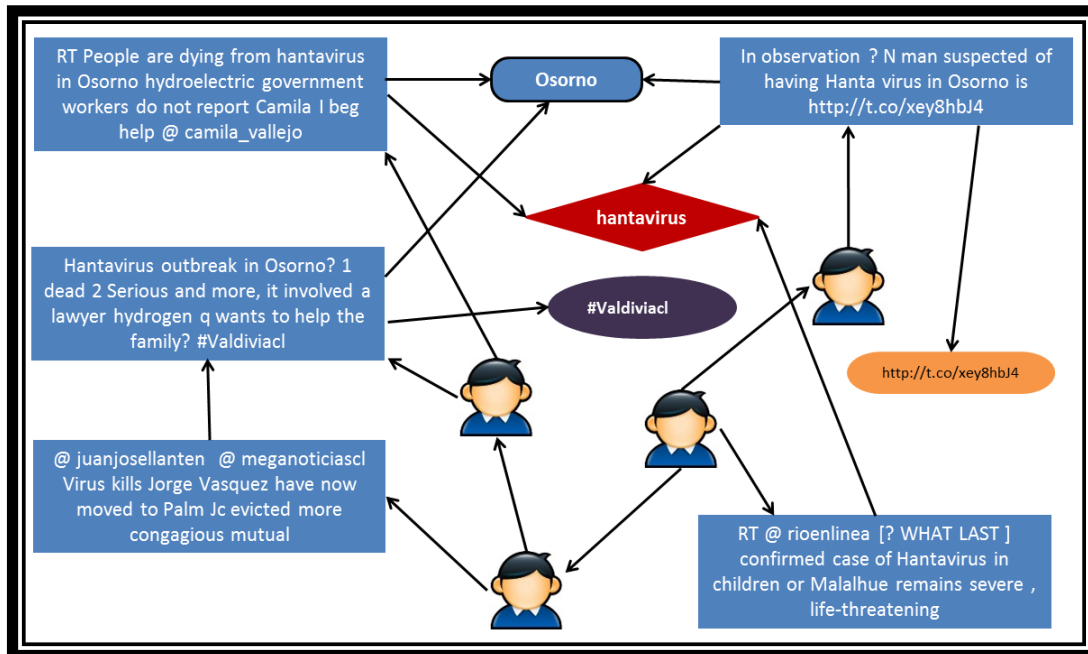 RT People are dying from hantavirus
in Osorno hydroelectric government
workers do not report Camila I beg
help @ camila_vallejo
Osorno
In observation ? N man suspected of
having Hanta virus in Osorno is
http://t.co/xey8hbJ4
hantavirus
Hantavirus outbreak in Osorno? 1
dead 2 Serious and more, it involved a
lawyer hydrogen q wants to help the
family? #Valdiviacl
#Valdiviacl
http://t.co/xey8hbJ4
@ juanjosellanten @ meganoticiascl
Virus kills Jorge Vasquez have now
moved to Palm Jc evicted more
contagious mutual
RT @ rioenlinea [? WHAT LAST ]
confirmed case of Hantavirus in
children or Malalhue remains severe ,
life-threatening